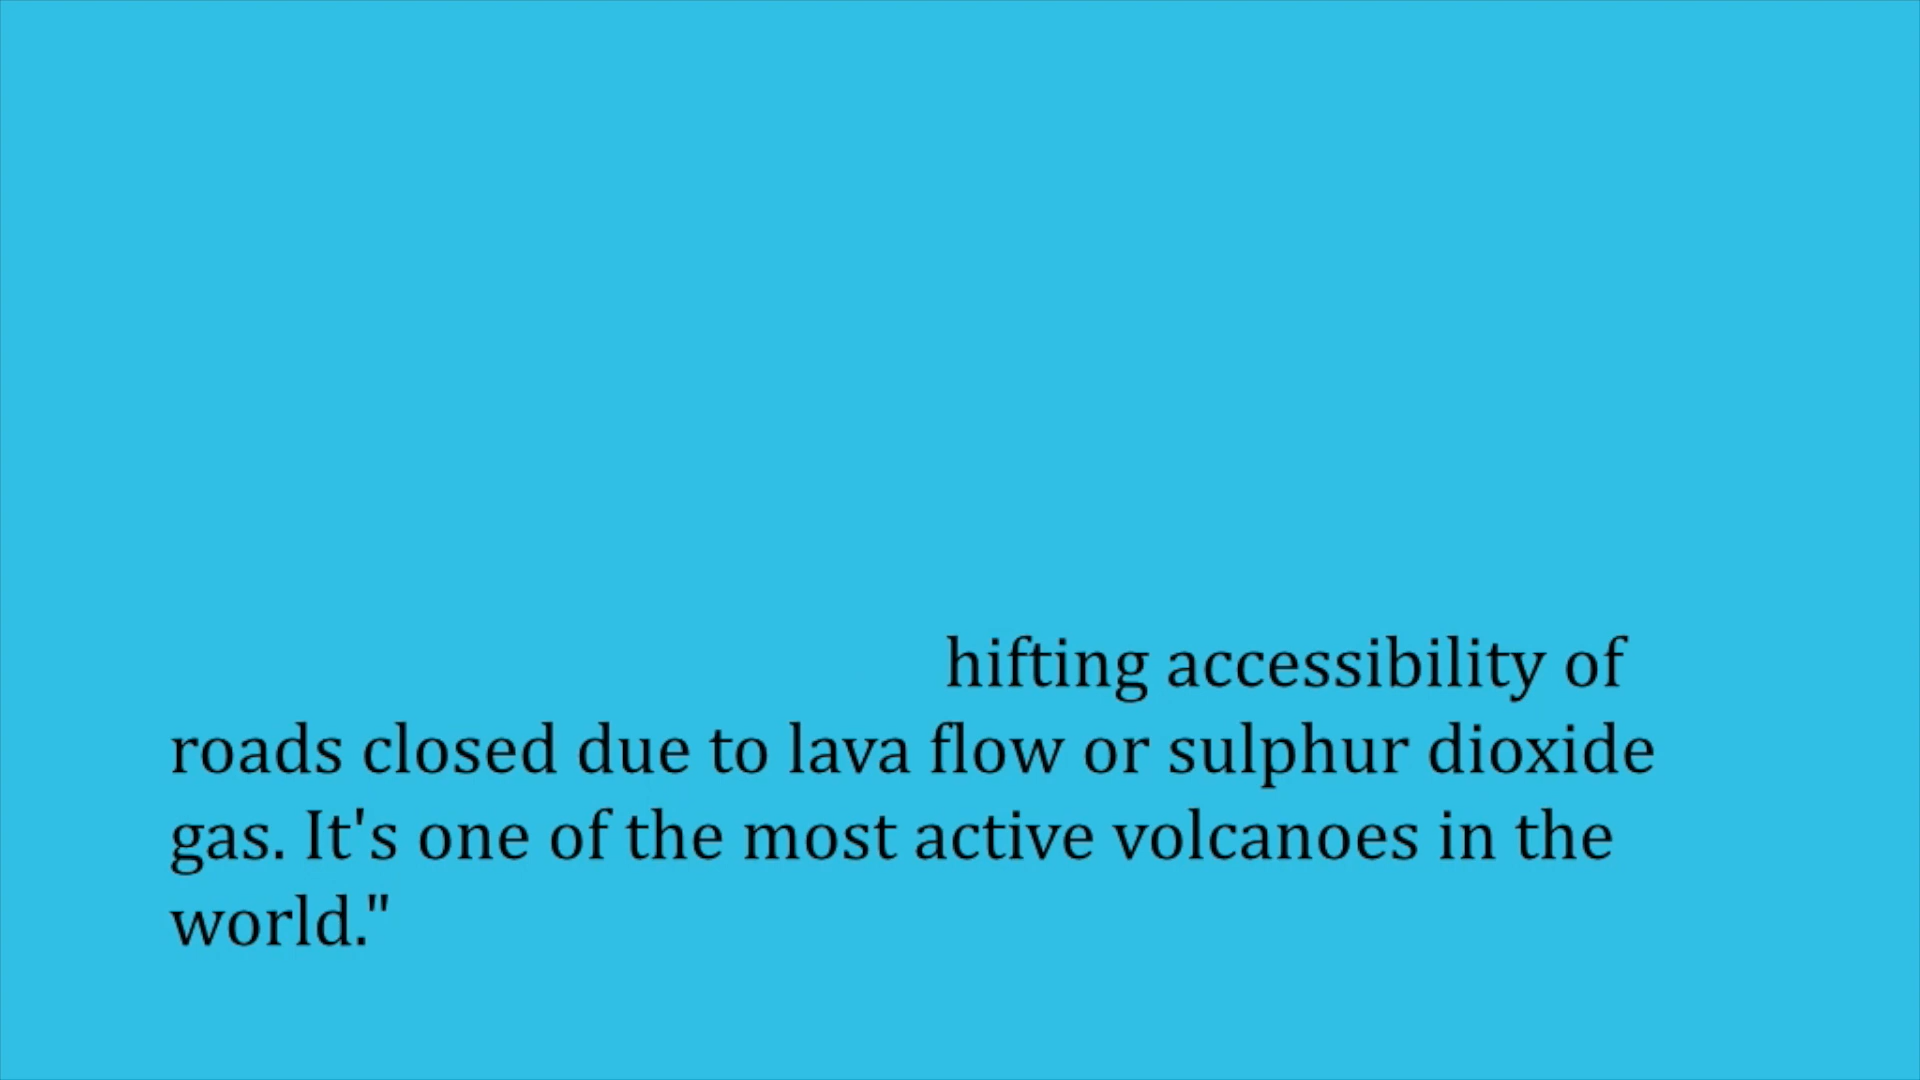 hifting accessibility of
roads closed due to lava flow or sulphur dioxide
gas. It's one of the most active volcanoes in the
world."